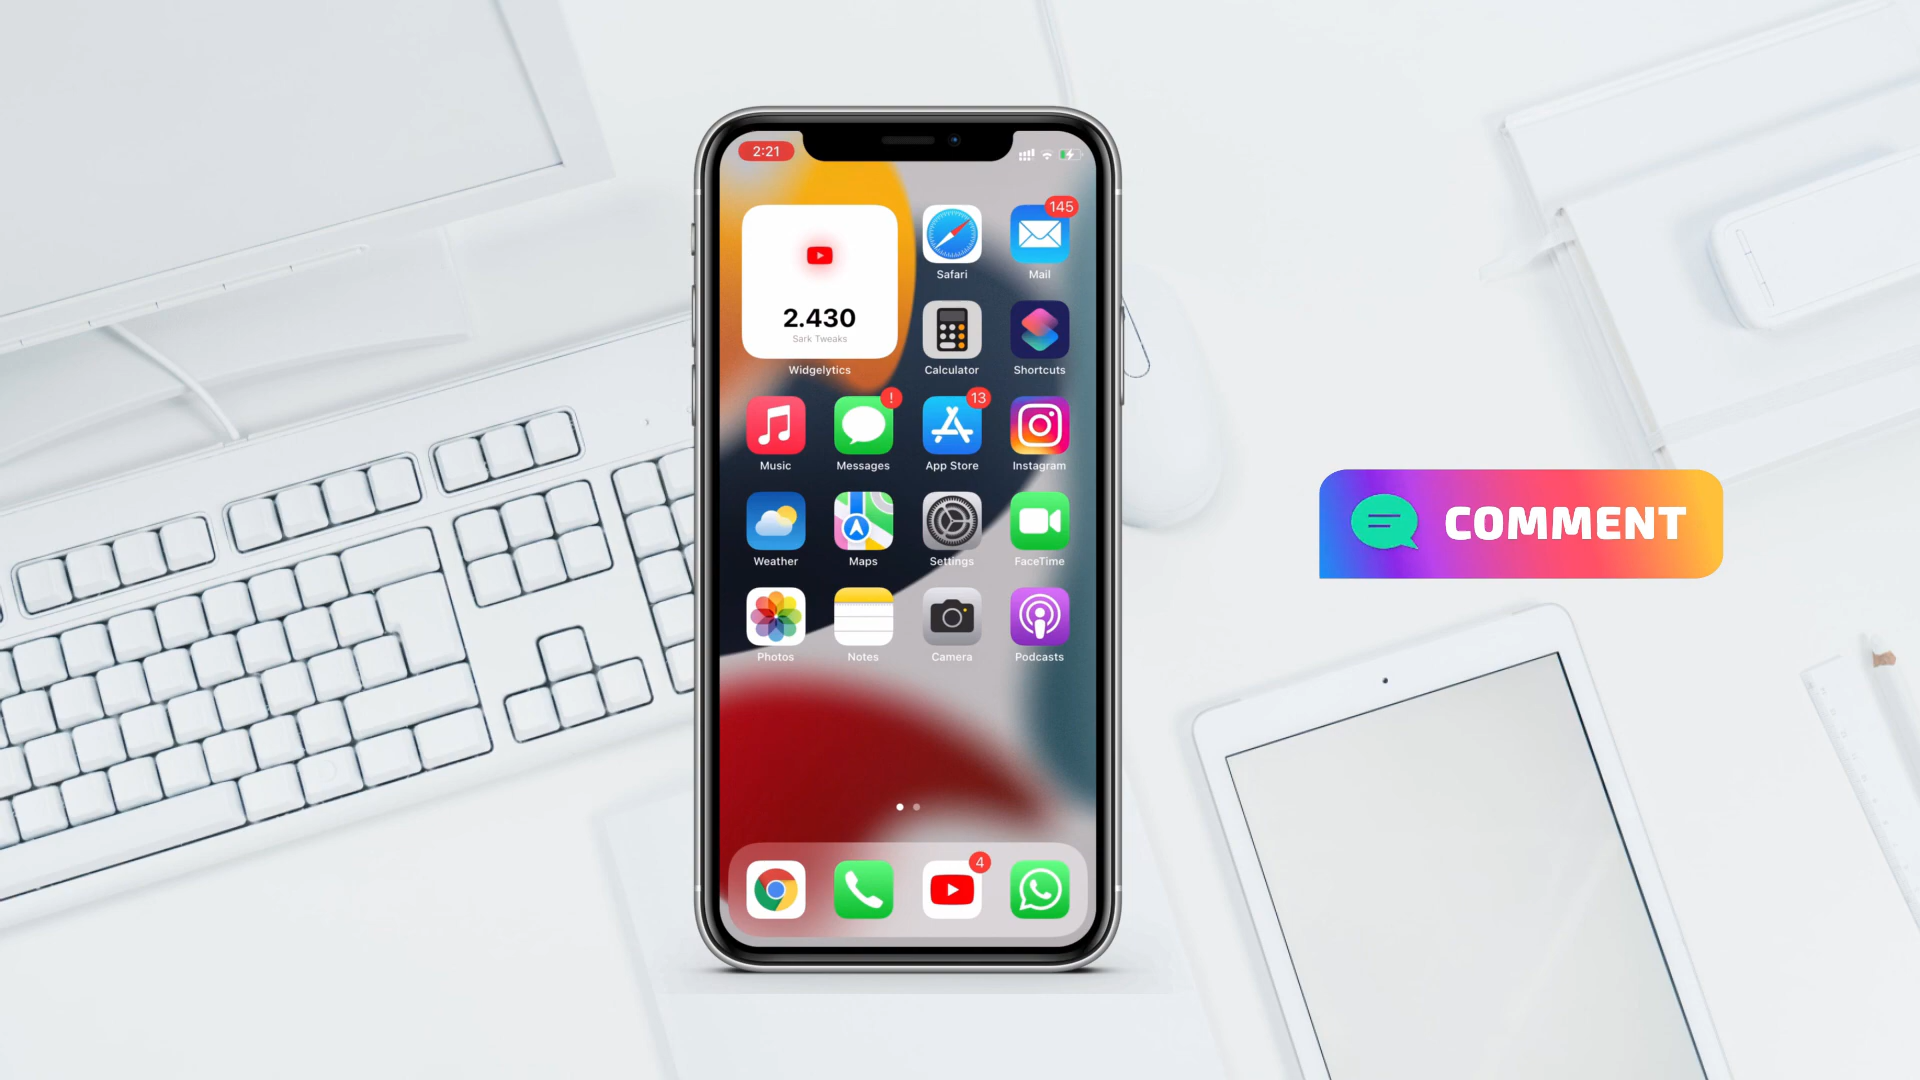 2:21
145
Safari
Mail
2.430
Sark Tweaks
Widgelytics
Calculator
Shortcuts
!
13
Music
Messages
App Store
Instagram
Weather
Maps
Settings
FaceTime
Photos
Notes
Camera
Podcasts
4
COMMENT